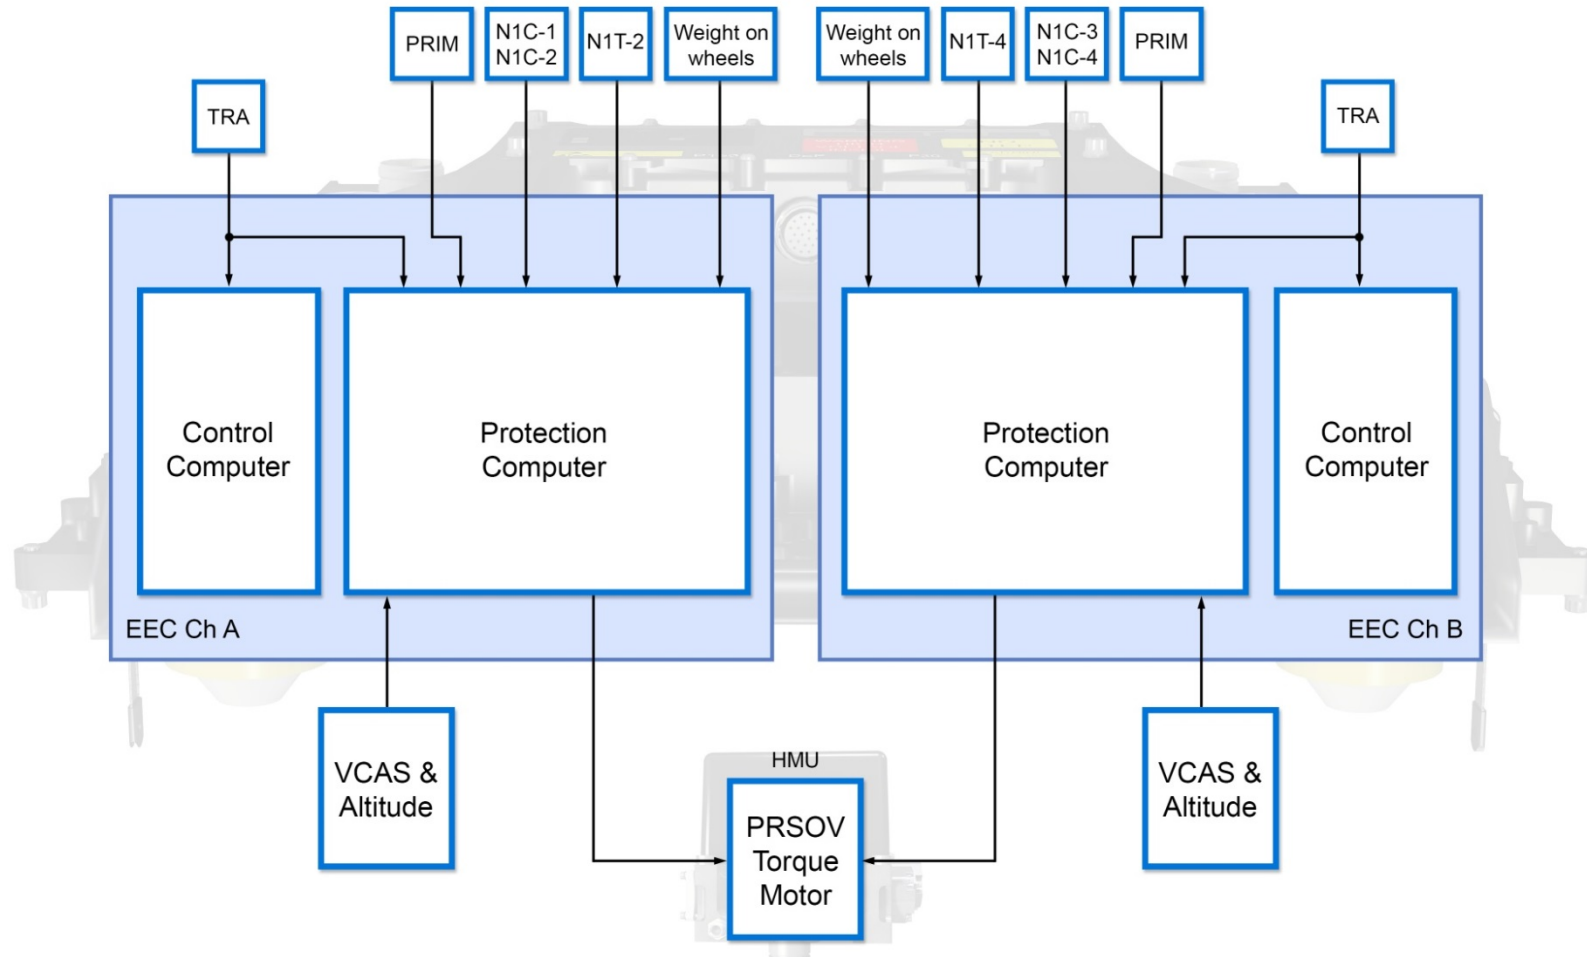 PRIM
N1C-1
N1C-2
N1T-2
Weight on
wheels
Weight on
wheels
N1T-4
N1C-3
N1C-4
PRIM
TRA
TRA
Control
Computer
Protection
Computer
Protection
Computer
Control
Computer
EEC Ch A
EEC Ch B
VCAS &
Altitude
HMU
PRSOV
Torque
Motor
VCAS &
Altitude